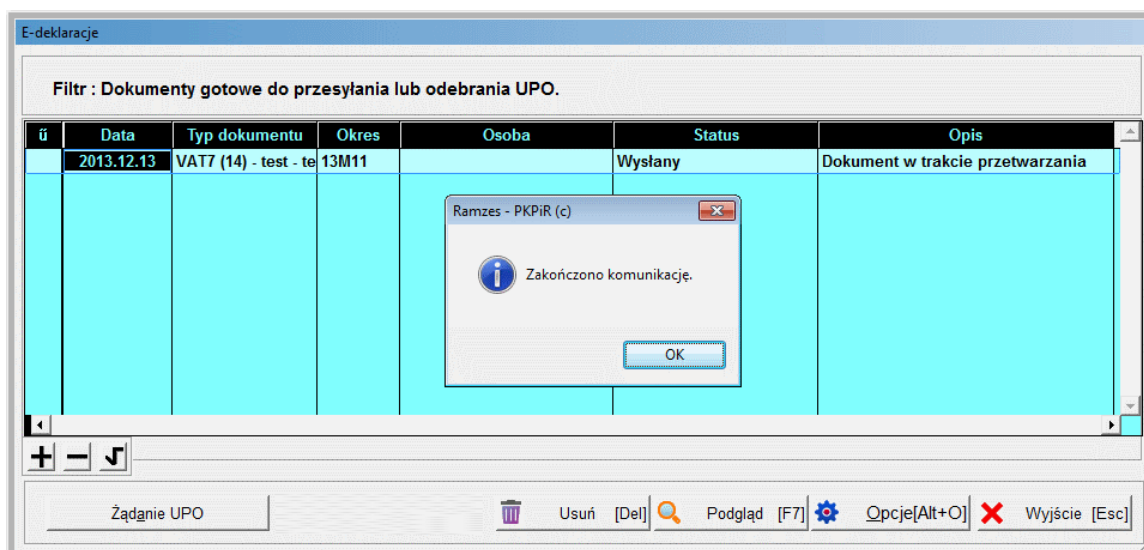 E-deklaracje
Filtr : Dokumenty gotowe do przesyłania lub odebrania UPO.
ű Data Typ dokumentu Okres Osoba Status Opis
2013.12.13 VAT7 (14) - test - te 13M11 Wysłany Dokument w trakcie przetwarzania
Ramzes - PKPiR (c)
Zakończono komunikację.
OK
Żądanie UPO Usuń [Del] Podgląd [F7] Opcje[Alt+O] Wyjście [Esc]